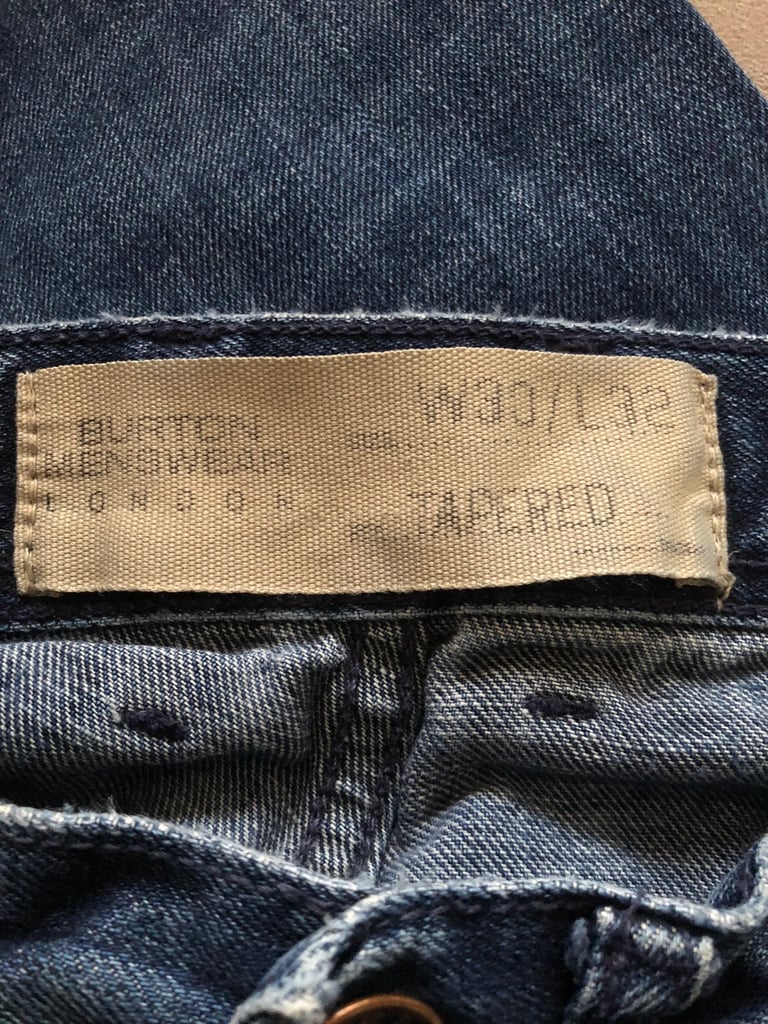 BURTON
MENSWEAR
LONDON
W30/L32
TAPERED